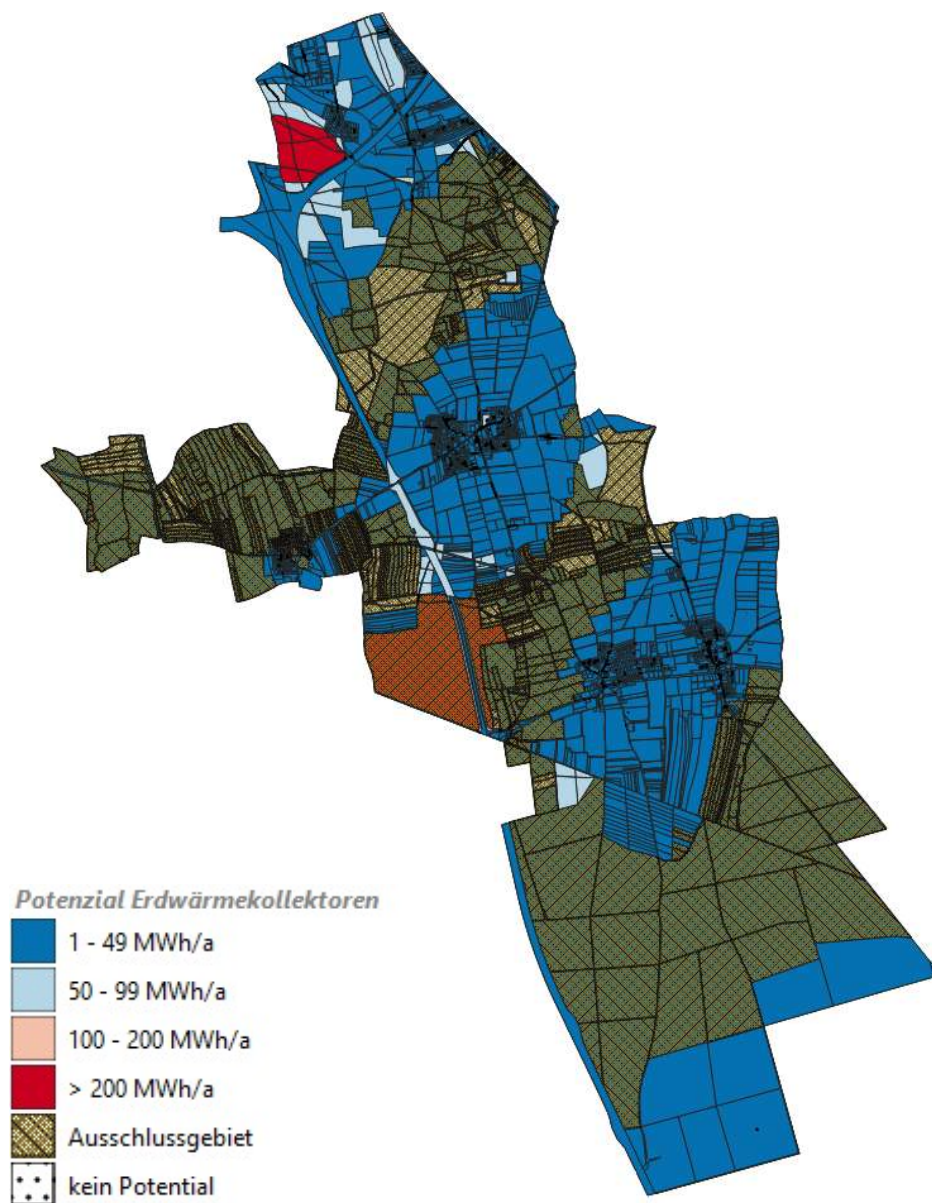 Potenzial Erdwärmekollektoren
1 - 49 MWh/a
50 - 99 MWh/a
100 - 200 MWh/a
> 200 MWh/a
Ausschlussgebiet
kein Potential